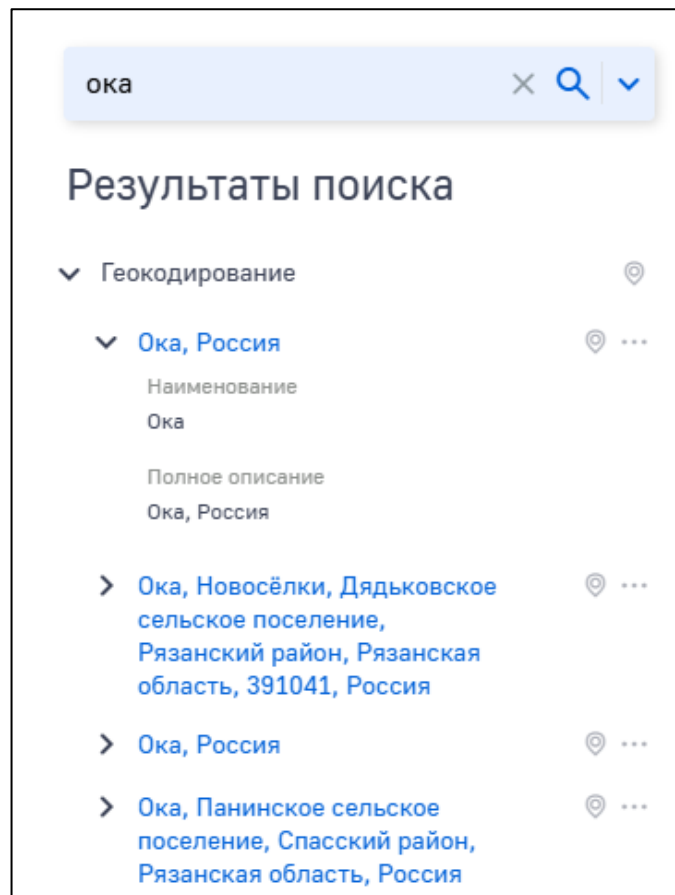 ока
Результаты поиска
Геокодирование
Ока, Россия
Наименование
Ока
Полное описание
Ока, Россия
Ока, Новосёлки, Дядьковское
сельское поселение,
Рязанский район, Рязанская
область, 391041, Россия
Ока, Россия
Ока, Панинское сельское
поселение, Спасский район,
Рязанская область, Россия